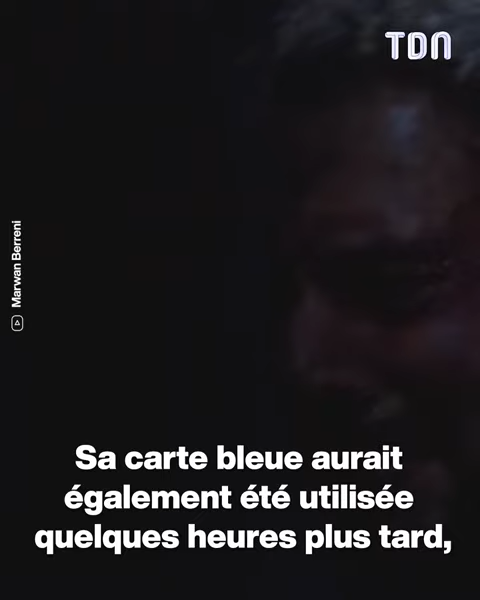 TDN
Marwan Berreni
Sa carte bleue aurait
également été utilisée
quelques heures plus tard,